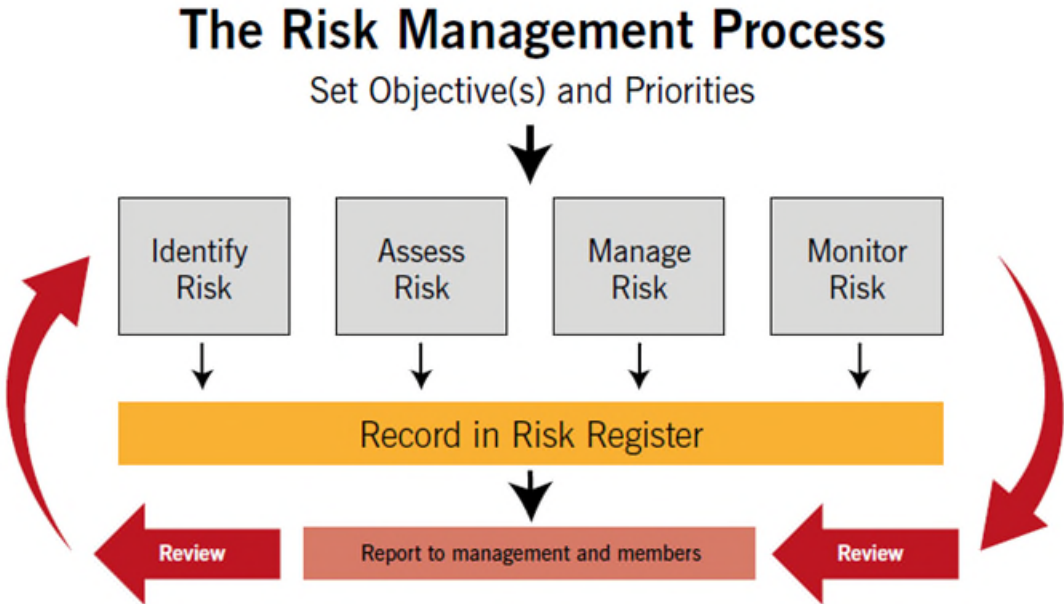 The Risk Management Process
Set Objective(s) and Priorities
Identify
Risk
Assess
Risk
Manage
Risk
Monitor
Risk
Record in Risk Register
Review
Report to management and members
Review